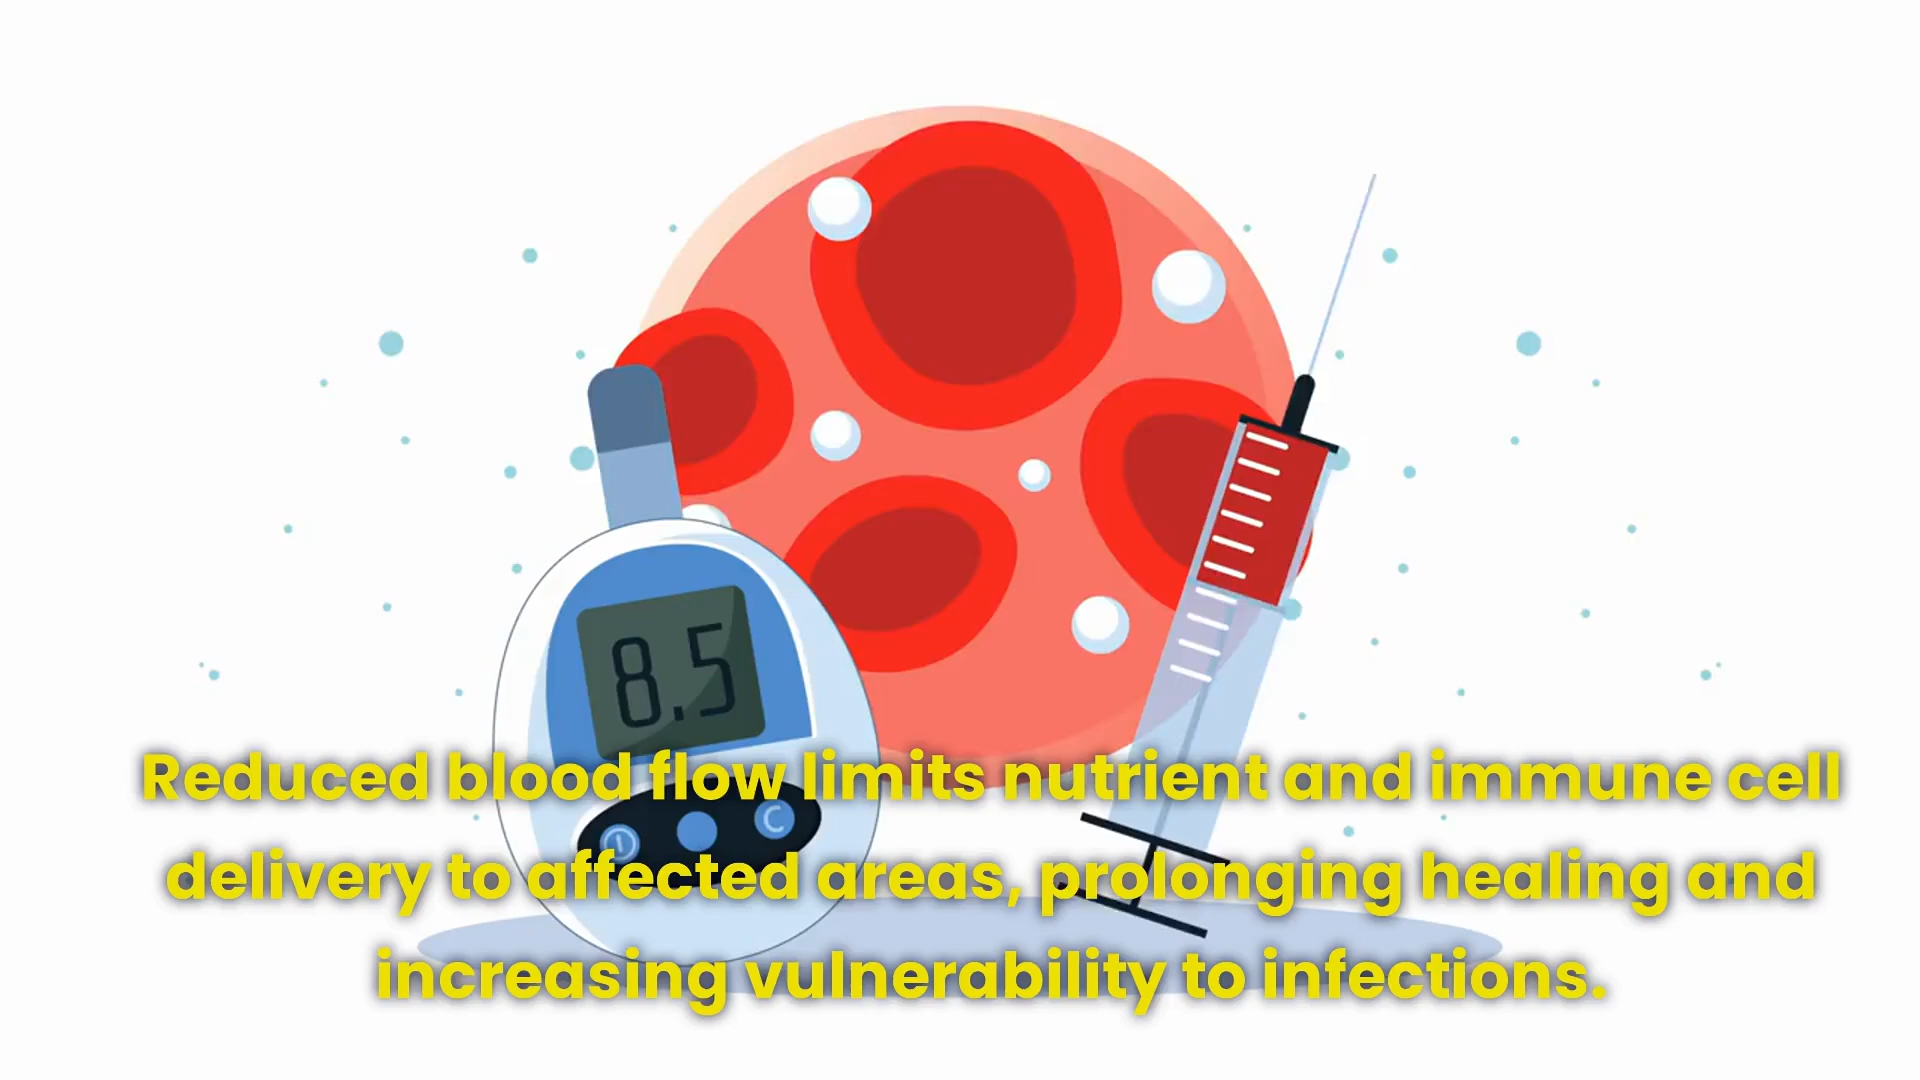 8.5
Reduced blood flow limits nutrient and immune cell
C
delivery to affected areas, prolonging healing and
increasing vulnerability to infections.